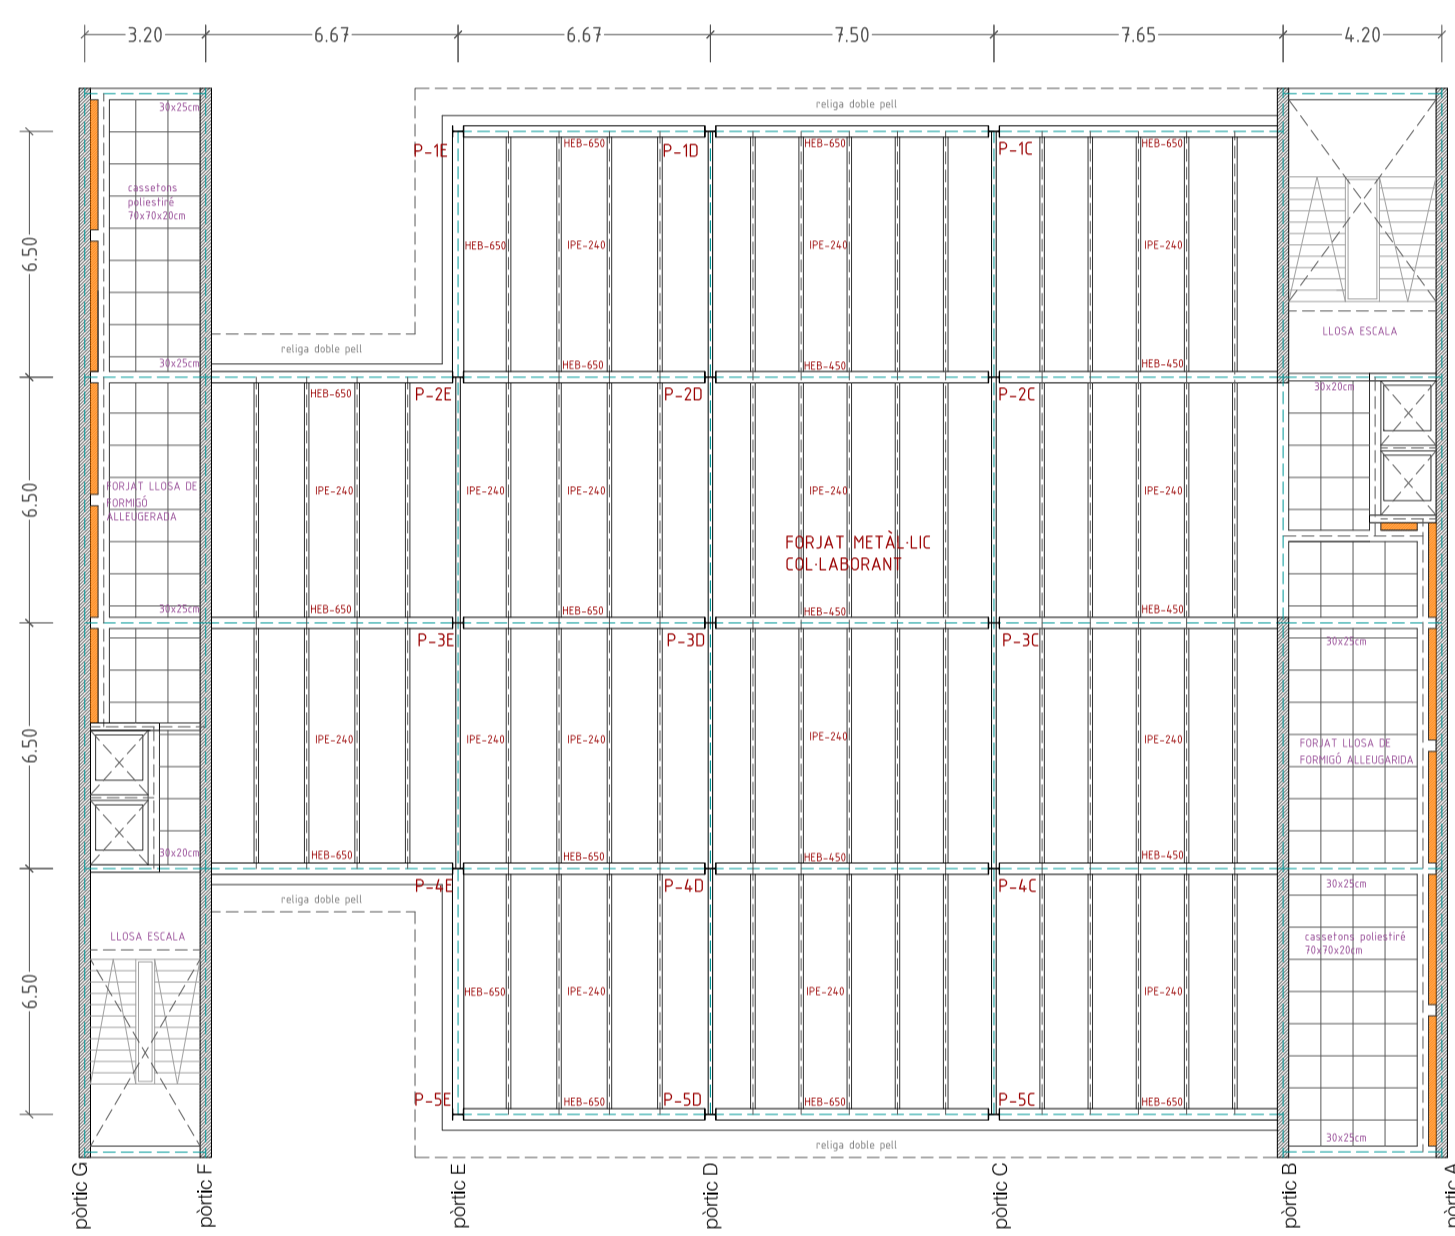 3.20 6.67 6.67 7.50 7.65 4.20
religa doble pell
30x25cm
HEB-650 HEB-650 HEB-650
P-1E P-1D P-1C
cassetons
poliestiré
70x70x20cm
6.50
HEB-650 IPE-240 IPE-240 IPE-240
LLOSA ESCALA
religa doble pell
30x25cm HEB-650 HEB-450 HEB-450
30x20cm
P-2E P-2D P-2C
HEB-650
6.50
FORJAT LLOSA DE
FORMIGÓ
ALLEUGERADA
IPE-240 IPE-240 IPE-240 IPE-240 IPE-240
FORJAT METÀL·LIC
COL·LABORANT
30x25cm HEB-650 HEB-650 HEB-450 HEB-450
P-3E P-3D P-3C
30x25cm
6.50
IPE-240 IPE-240 IPE-240 IPE-240 IPE-240
FORJAT LLOSA DE
FORMIGÓ ALLEUGARIDA
30x20cm HEB-650 HEB-650 HEB-450 HEB-450
P-4E P-4D P-4C
30x25cm
religa doble pell
LLOSA ESCALA
cassetons poliestiré
70x70x20cm
6.50
HEB-650 IPE-240 IPE-240 IPE-240
P-5E P-5D P-5C
HEB-650 HEB-650 HEB-650
30x25cm
religa doble pell
pòrtic G
pòrtic F
pòrtic E
pòrtic D
pòrtic C
pòrtic B
pòrtic A